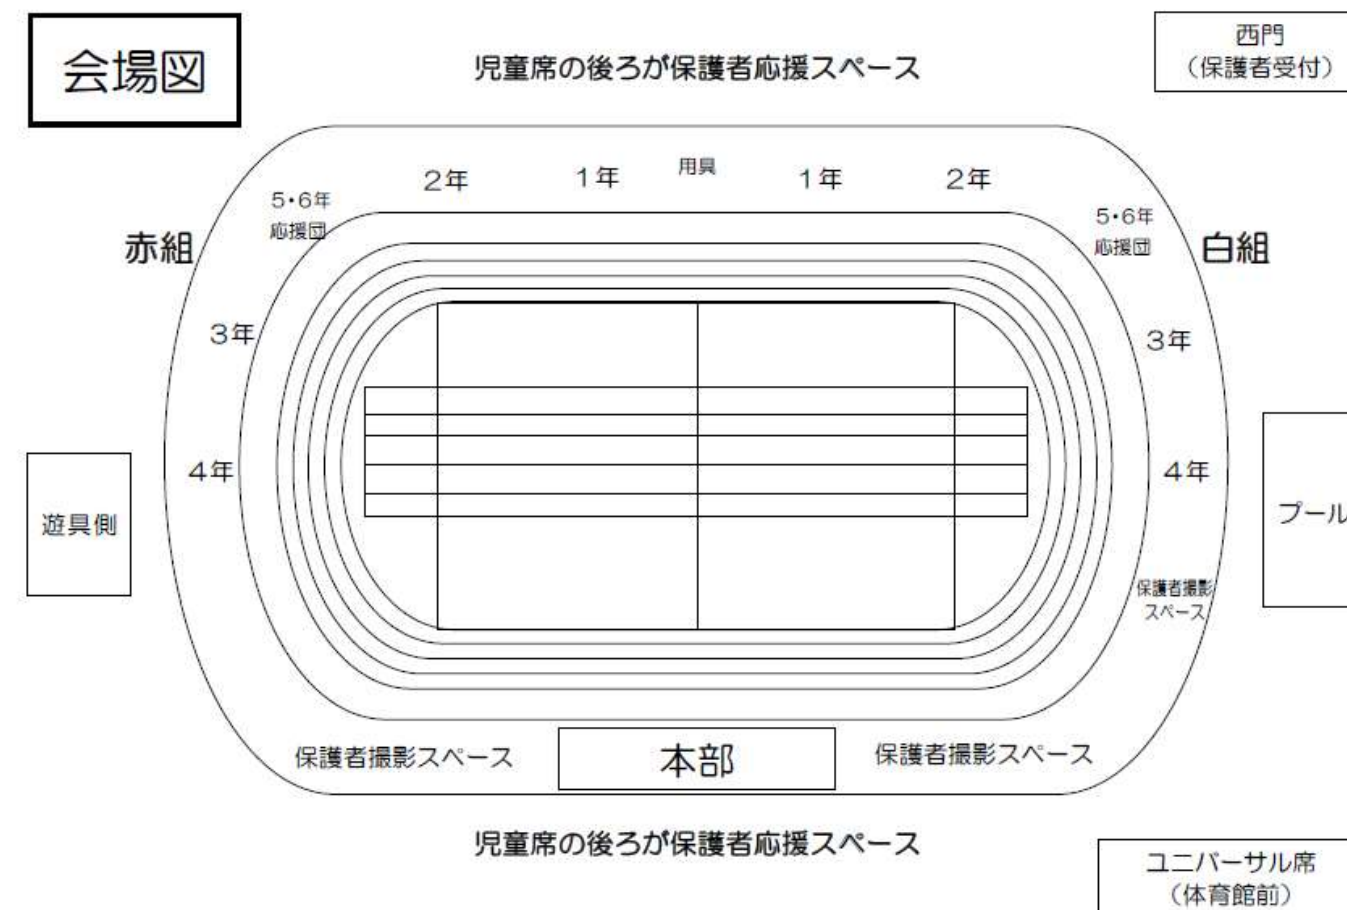 会場図
児童席の後ろが保護者応援スペース
西門
（保護者受付）
2年
1年
用具
1年
2年
5・6年
応援団
5・6年
応援団
赤組
白組
3年
3年
4年
4年
遊具側
プール
保護者撮影
スペース
保護者撮影スペース
本部
保護者撮影スペース
児童席の後ろが保護者応援スペース
ユニバーサル席
（体育館前）